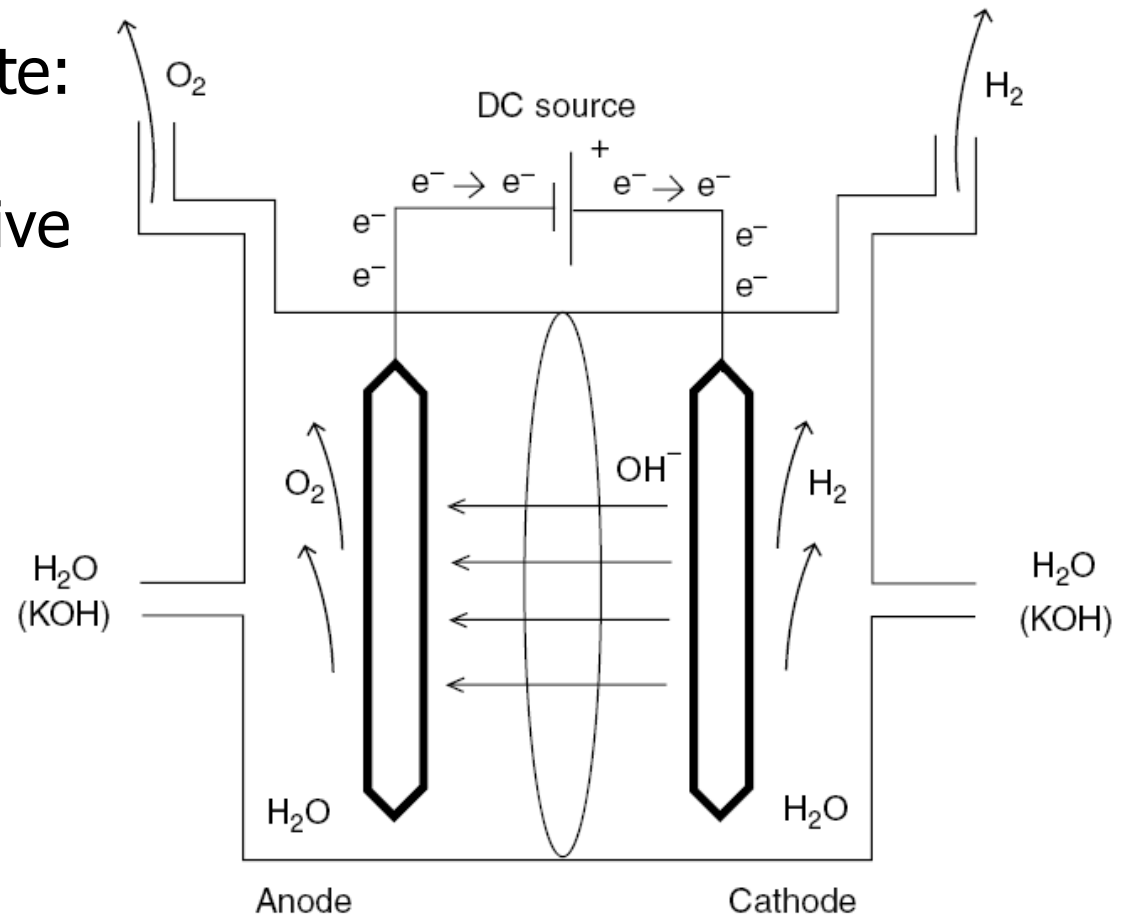 te:
ive
O₂
H₂
DC source
+
e⁻ → e⁻
e⁻ → e⁻
e⁻
e⁻
e⁻
e⁻
OH⁻
O₂
H₂
H₂O
(KOH)
H₂O
(KOH)
H₂O
H₂O
Anode
Cathode